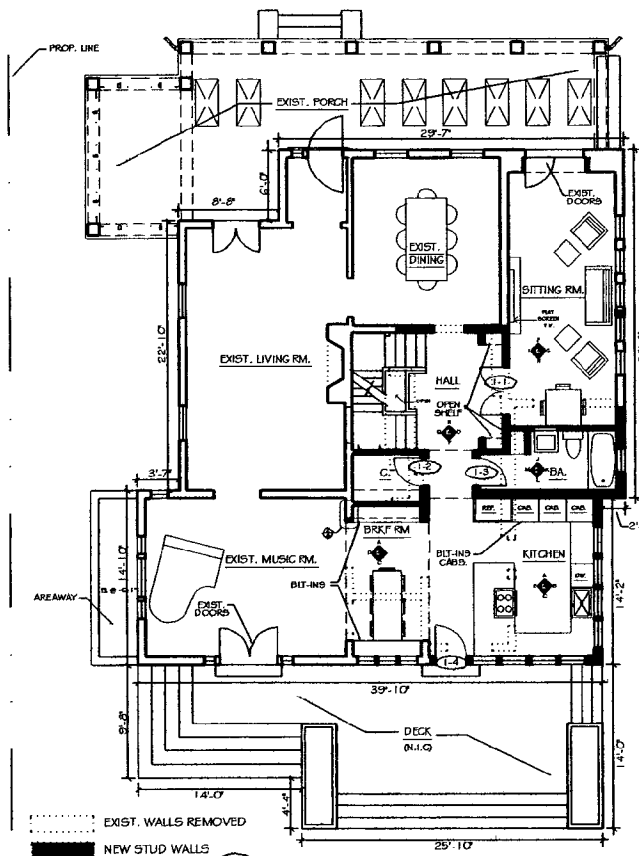 PROP. LINE
EXIST. PORCH
29'-7"
6'-0"
8'-8"
EXIST.
DOORS
EXIST.
DINING
SITTING RM.
FLAT
SCREEN
T.V.
22'-10"
EXIST. LIVING RM.
HALL
1-1
OPEN
SHELF
3'-7"
C.
1-2
1-3
BA.
REF.
CAB.
CAB.
CAB.
2'
BRKF RM
EXIST. MUSIC RM.
BLT-INS
CABS.
KITCHEN
14'-10"
BLT-INS
DW.
14'-2"
AREAWAY
EXIST.
DOORS
1-4
39'-10"
9'-8"
DECK
(N.I.C)
14'-0"
14'-0"
4'-4"
25'-10"
EXIST. WALLS REMOVED
NEW STUD WALLS